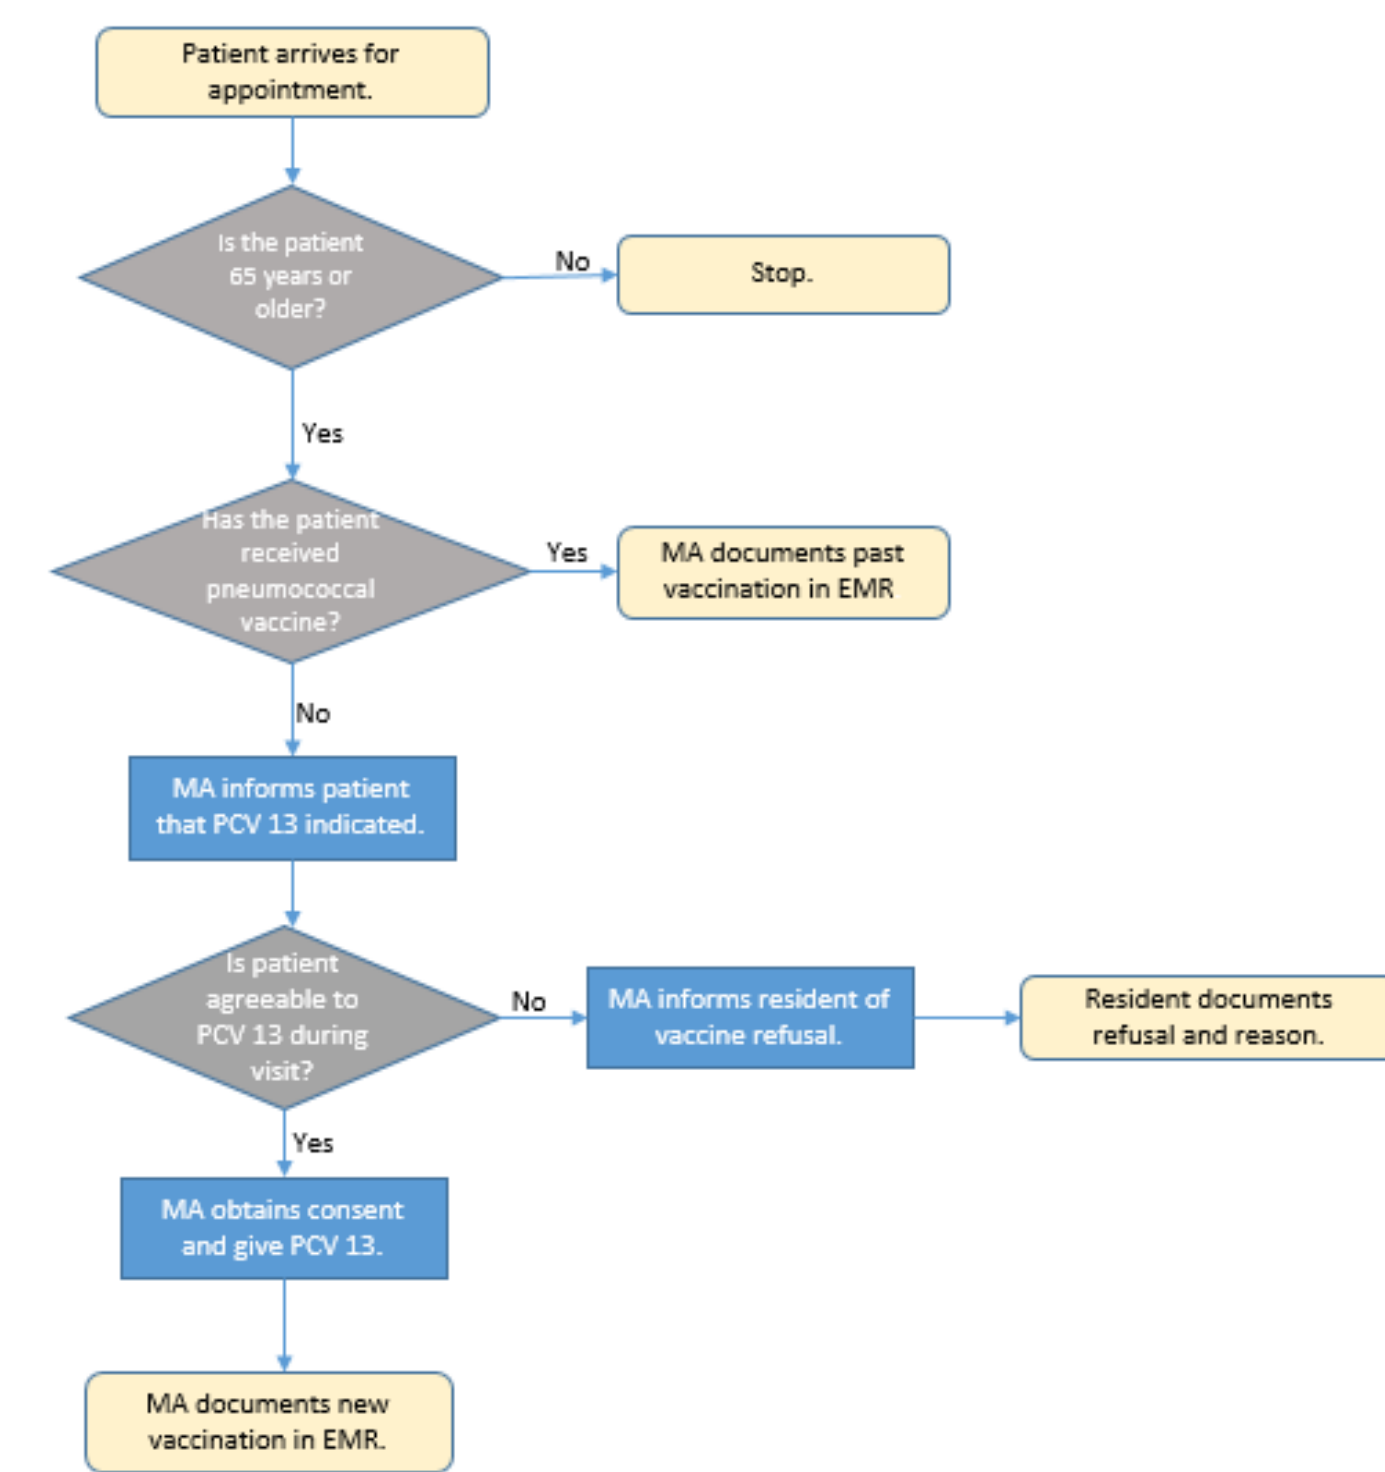 Patient arrives for
appointment.
Is the patient
65 years or
older?
No
Stop.
Yes
Has the patient
received
pneumococcal
vaccine?
Yes
MA documents past
vaccination in EMR
No
MA informs patient
that PCV 13 indicated.
Is patient
agreeable to
PCV 13 during
visit?
No
MA informs resident of
vaccine refusal.
Resident documents
refusal and reason.
Yes
MA obtains consent
and give PCV 13.
MA documents new
vaccination in EMR.